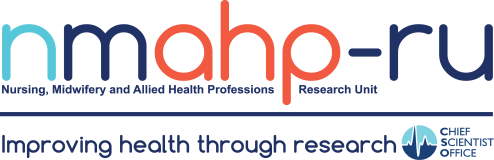 nmahp-ru
Nursing, Midwifery and Allied Health Professions Research Unit
Improving health through research
CHIEF
SCIENTIST
OFFICE